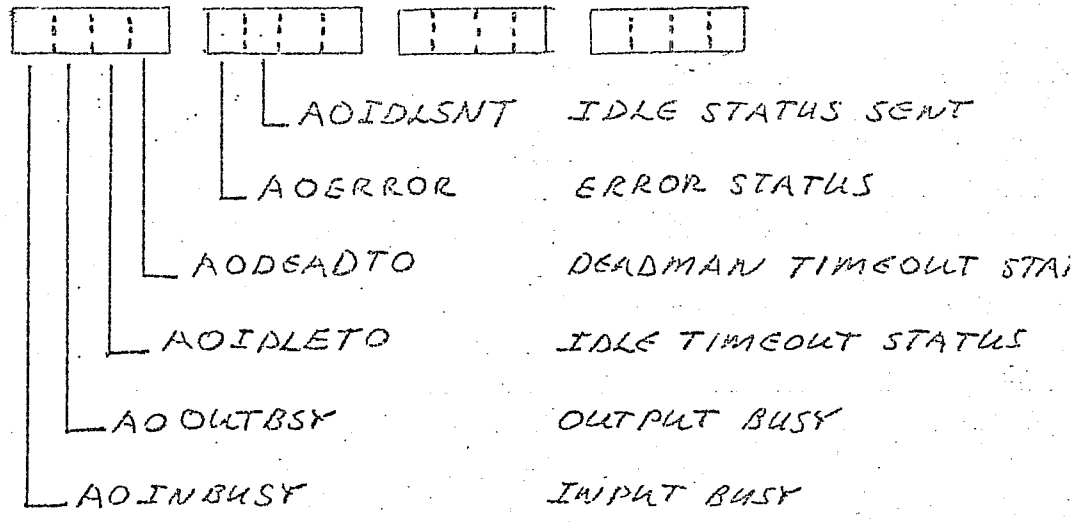 AOIDLSNT IDLE STATUS SENT
AOERROR ERROR STATUS
AODEADTO DEADMAN TIMEOUT
AOIDLETO IDLE TIMEOUT STATUS
AOOUTBSY OUTPUT BUSY
AOINBUSY INPUT BUSY